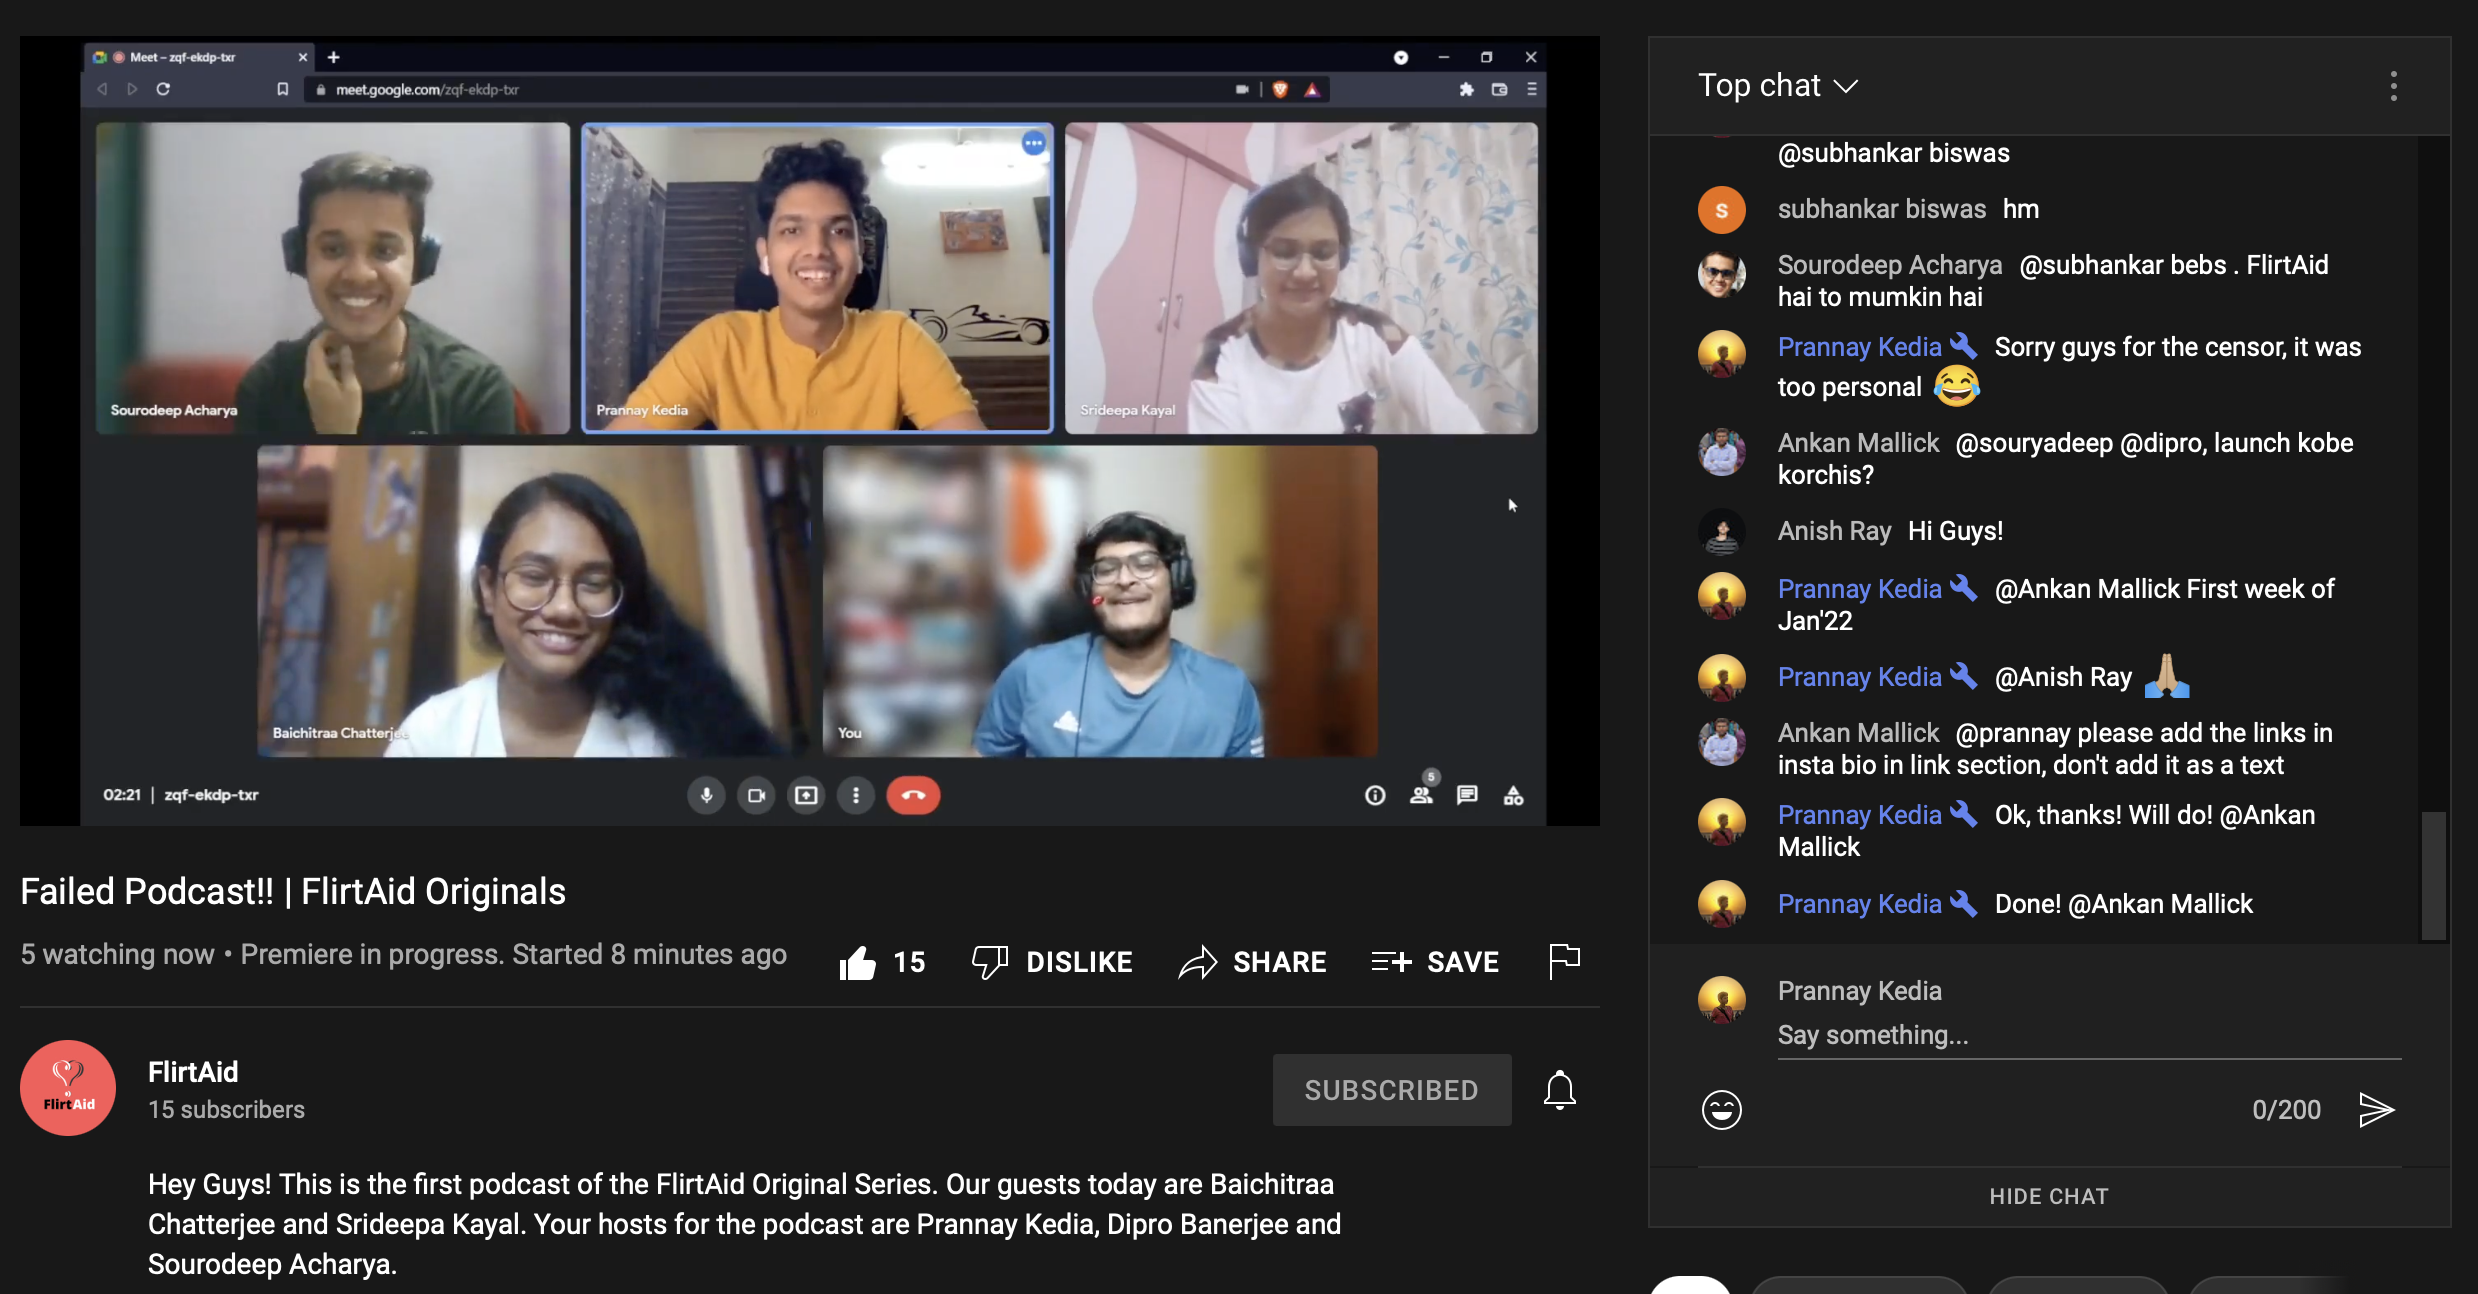 Meet – zqf-ekdp-txr
meet.google.com/zqf-ekdp-txr
Sourodeep Acharya
Prannay Kedia
Srideepa Kayal
Baichitraa Chatterjee
You
02:21 | zqf-ekdp-txr
5
Failed Podcast!! | FlirtAid Originals
5 watching now • Premiere in progress. Started 8 minutes ago
15
DISLIKE
SHARE
SAVE
FlirtAid
FlirtAid
15 subscribers
SUBSCRIBED
Hey Guys! This is the first podcast of the FlirtAid Original Series. Our guests today are Baichitraa
Chatterjee and Srideepa Kayal. Your hosts for the podcast are Prannay Kedia, Dipro Banerjee and
Sourodeep Acharya.
Top chat
@subhankar biswas
S
subhankar biswas hm
Sourodeep Acharya @subhankar bebs . FlirtAid
hai to mumkin hai
Prannay Kedia Sorry guys for the censor, it was
too personal 😂
Ankan Mallick @souryadeep @dipro, launch kobe
korchis?
Anish Ray Hi Guys!
Prannay Kedia @Ankan Mallick First week of
Jan'22
Prannay Kedia @Anish Ray 🙏🏼
Ankan Mallick @prannay please add the links in
insta bio in link section, don't add it as a text
Prannay Kedia Ok, thanks! Will do! @Ankan
Mallick
Prannay Kedia Done! @Ankan Mallick
Prannay Kedia
Say something...
0/200
HIDE CHAT